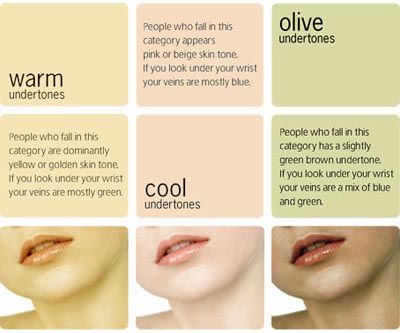 warm
undertones
People who fall in this
category are dominantly
yellow or golden skin tone.
If you look under your wrist
your veins are mostly green.
People who fall in this
category appears
pink or beige skin tone.
If you look under your wrist
your veins are mostly blue.
cool
undertones
olive
undertones
People who fall in this
category has a slightly
green brown undertone.
If you look under your wrist
your veins are a mix of blue
and green.